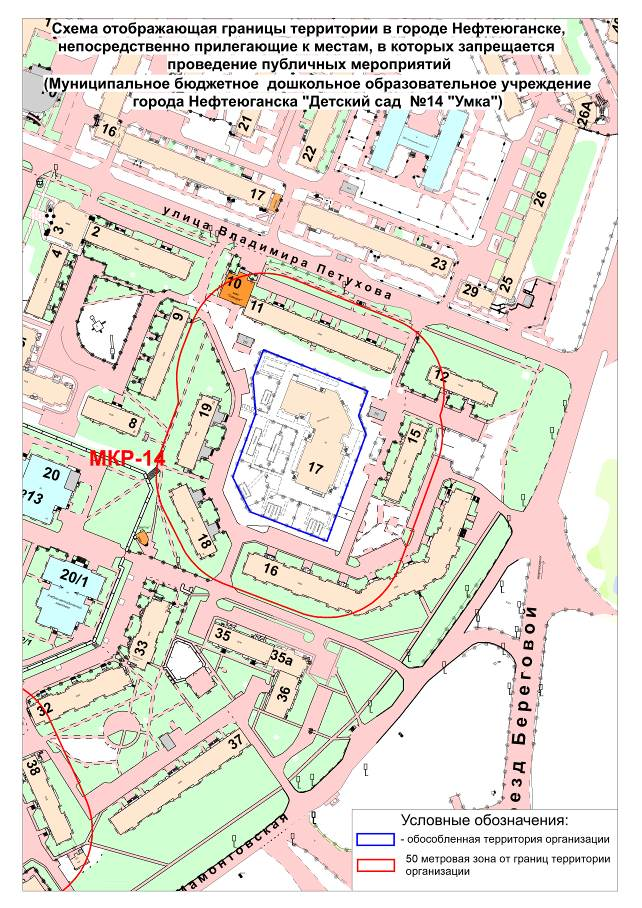 Схема отображающая границы территории в городе Нефтеюганске,
непосредственно прилегающие к местам, в которых запрещается
проведение публичных мероприятий
(Муниципальное бюджетное дошкольное образовательное учреждение
города Нефтеюганска "Детский сад №14 "Умка")
16
21
22
26А
17
26
3
2
4
улица Владимира Петухова
23
25
29
10
11
9
12
8
19
15
МКР-14
17
20
13
18
16
20/1
33
35
35а
36
32
37
38
проезд Береговой
мамонтовская
Условные обозначения:
- обособленная территория организации
50 метровая зона от границ территории
организации